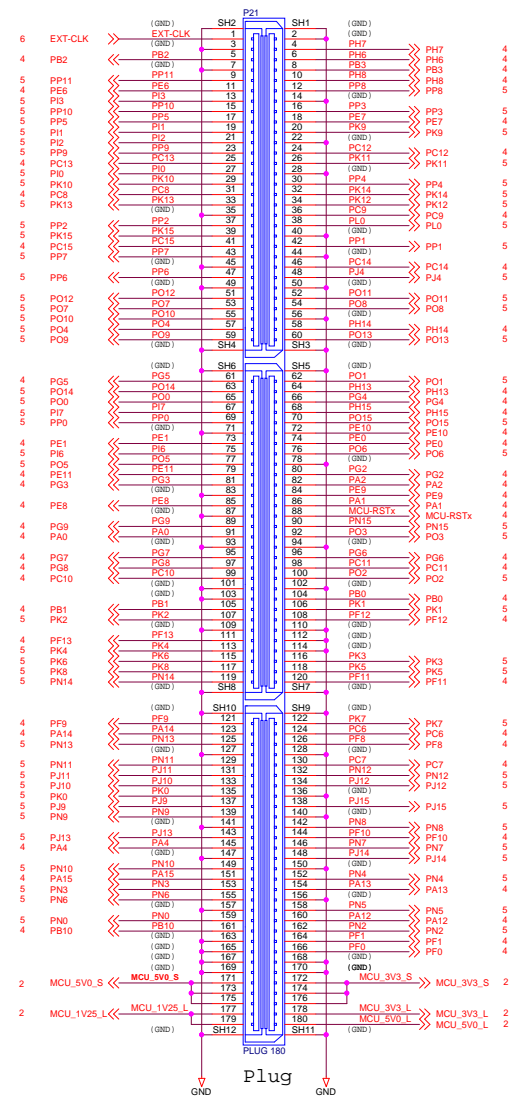 P21
(GND) SH2 SH1 (GND)
6 EXT-CLK EXT-CLK 1 2 (GND)
(GND) 3 4 PH7 PH7 4
4 PB2 PB2 5 6 PH6 PH6 4
(GND) 7 8 PB3 PB3 4
5 PP11 PP11 9 10 PH8 PH8 4
4 PE6 PE6 11 12 PP8 PP8 5
5 PI3 PI3 13 14 (GND)
5 PP10 PP10 15 16 PP3 PP3 5
5 PP5 PP5 17 18 PE7 PE7 4
5 PI1 PI1 19 20 PK9 PK9 5
5 PI2 PI2 21 22 (GND)
5 PP9 PP9 23 24 PC12 PC12 4
4 PC13 PC13 25 26 PK11 PK11 5
5 PI0 PI0 27 28 (GND)
5 PK10 PK10 29 30 PP4 PP4 5
4 PC8 PC8 31 32 PK14 PK14 5
5 PK13 PK13 33 34 PK12 PK12 5
(GND) 35 36 PC9 PC9 4
5 PP2 PP2 37 38 PL0 PL0 5
5 PK15 PK15 39 40 (GND)
4 PC15 PC15 41 42 PP1 PP1 5
5 PP7 PP7 43 44 (GND)
(GND) 45 46 PC14 PC14 4
5 PP6 PP6 47 48 PJ4 PJ4 5
(GND) 49 50 (GND)
5 PO12 PO12 51 52 PO11 PO11 5
5 PO7 PO7 53 54 PO8 PO8 5
5 PO10 PO10 55 56 (GND)
5 PO4 PO4 57 58 PH14 PH14 4
5 PO9 PO9 59 60 PO13 PO13 5
(GND) SH4 SH3 (GND)
(GND) SH6 SH5 (GND)
4 PG5 PG5 61 62 PO1 PO1 5
5 PO14 PO14 63 64 PH13 PH13 4
5 PO0 PO0 65 66 PG4 PG4 4
5 PI7 PI7 67 68 PH15 PH15 4
5 PP0 PP0 69 70 PO15 PO15 5
(GND) 71 72 PE10 PE10 4
4 PE1 PE1 73 74 PE0 PE0 4
5 PI6 PI6 75 76 PO6 PO6 5
5 PO5 PO5 77 78 (GND)
4 PE11 PE11 79 80 PG2 PG2 4
4 PG3 PG3 81 82 PA2 PA2 4
(GND) 83 84 PE9 PE9 4
4 PE8 PE8 85 86 PA1 PA1 4
(GND) 87 88 MCU-RSTx MCU-RSTx 4
4 PG9 PG9 89 90 PN15 PN15 5
4 PA0 PA0 91 92 PO3 PO3 5
(GND) 93 94 (GND)
4 PG7 PG7 95 96 PG6 PG6 4
4 PG8 PG8 97 98 PC11 PC11 4
4 PC10 PC10 99 100 PO2 PO2 5
(GND) 101 102 (GND)
(GND) 103 104 PB0 PB0 4
4 PB1 PB1 105 106 PK1 PK1 5
5 PK2 PK2 107 108 PF12 PF12 4
(GND) 109 110 (GND)
4 PF13 PF13 111 112 (GND)
5 PK4 PK4 113 114 (GND)
5 PK6 PK6 115 116 PK3 PK3 5
5 PK8 PK8 117 118 PK5 PK5 5
5 PN14 PN14 119 120 PF11 PF11 4
(GND) SH8 SH7 (GND)
(GND) SH10 SH9 (GND)
4 PF9 PF9 121 122 PK7 PK7 5
4 PA14 PA14 123 124 PC6 PC6 4
5 PN13 PN13 125 126 PF8 PF8 4
(GND) 127 128 (GND)
5 PN11 PN11 129 130 PC7 PC7 4
5 PJ11 PJ11 131 132 PN12 PN12 5
5 PJ10 PJ10 133 134 PJ12 PJ12 5
5 PK0 PK0 135 136 (GND)
5 PJ9 PJ9 137 138 PJ15 PJ15 5
5 PN9 PN9 139 140 (GND)
(GND) 141 142 PN8 PN8 5
5 PJ13 PJ13 143 144 PF10 PF10 4
4 PA4 PA4 145 146 PN7 PN7 5
(GND) 147 148 PJ14 PJ14 5
5 PN10 PN10 149 150 (GND)
4 PA15 PA15 151 152 PN4 PN4 5
5 PN3 PN3 153 154 PA13 PA13 4
5 PN6 PN6 155 156 (GND)
(GND) 157 158 PN5 PN5 5
5 PN0 PN0 159 160 PA12 PA12 4
4 PB10 PB10 161 162 PN2 PN2 5
(GND) 163 164 PF1 PF1 4
(GND) 165 166 PF0 PF0 4
(GND) 167 168 (GND)
(GND) 169 170 (GND)
2 MCU_5V0_S MCU_5V0_S 171 172 MCU_3V3_S MCU_3V3_S 2
173 174
175 176
2 MCU_1V25_L MCU_1V25_L 177 178 MCU_3V3_L MCU_3V3_L 2
179 180 MCU_5V0_L MCU_5V0_L 2
(GND) SH12 SH11 (GND)
PLUG 180
Plug
GND GND